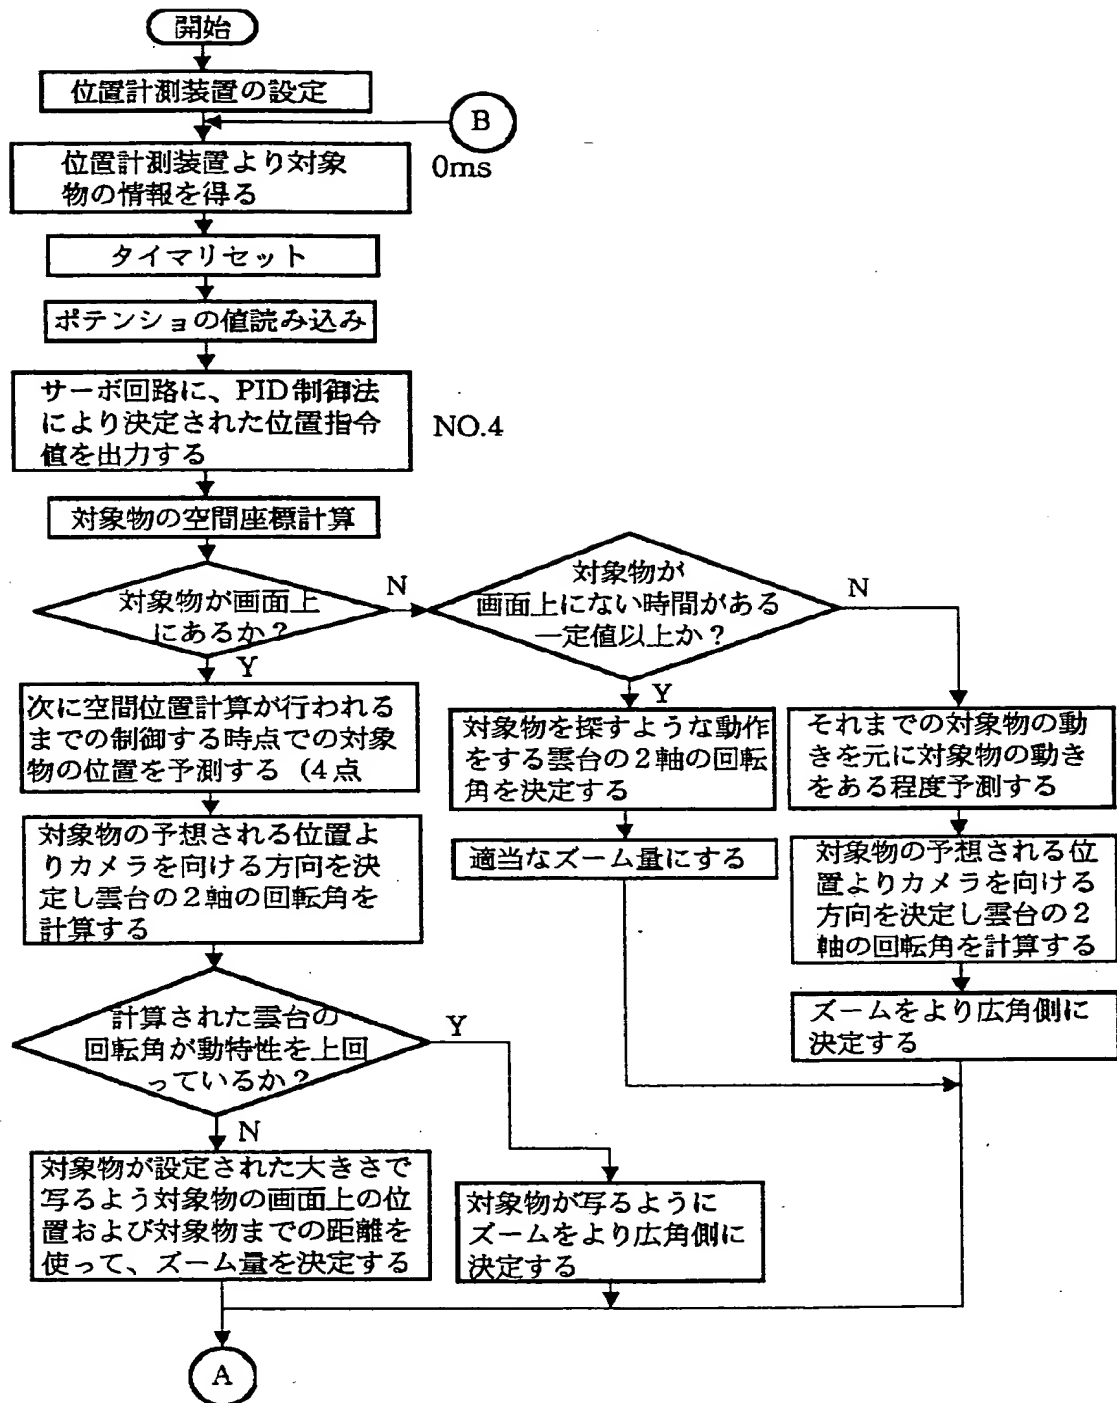 開始
位置計測装置の設定
B
位置計測装置より対象
物の情報を得る
0ms
タイマリセット
ポテンショの値読み込み
サーボ回路に、PID制御法
により決定された位置指令
値を出力する
NO.4
対象物の空間座標計算
対象物が画面上
にあるか?
N
対象物が
画面上にない時間がある
一定値以上か?
N
Y
Y
次に空間位置計算が行われる
までの制御する時点での対象
物の位置を予測する (4点
対象物を探すような動作
をする雲台の2軸の回転
角を決定する
それまでの対象物の動
きを元に対象物の動き
をある程度予測する
対象物の予想される位置
よりカメラを向ける方向を決
定し雲台の2軸の回転角を
計算する
適当なズーム量にする
対象物の予想される位
置よりカメラを向ける
方向を決定し雲台の2
軸の回転角を計算する
ズームをより広角側に
決定する
計算された雲台の
回転角が動特性を上回
っているか?
Y
N
対象物が設定された大きさで
写るよう対象物の画面上の位
置および対象物までの距離を
使って、ズーム量を決定する
対象物が写るように
ズームをより広角側に
決定する
A